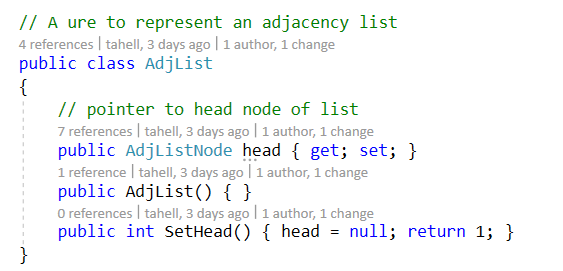 // A ure to represent an adjacency list
4 references | tahell, 3 days ago | 1 author, 1 change
public class AdjList
{
// pointer to head node of list
7 references | tahell, 3 days ago | 1 author, 1 change
public AdjListNode head { get; set; }
1 reference | tahell, 3 days ago | 1 author, 1 change
public AdjList() { }
0 references | tahell, 3 days ago | 1 author, 1 change
public int SetHead() { head = null; return 1; }
}